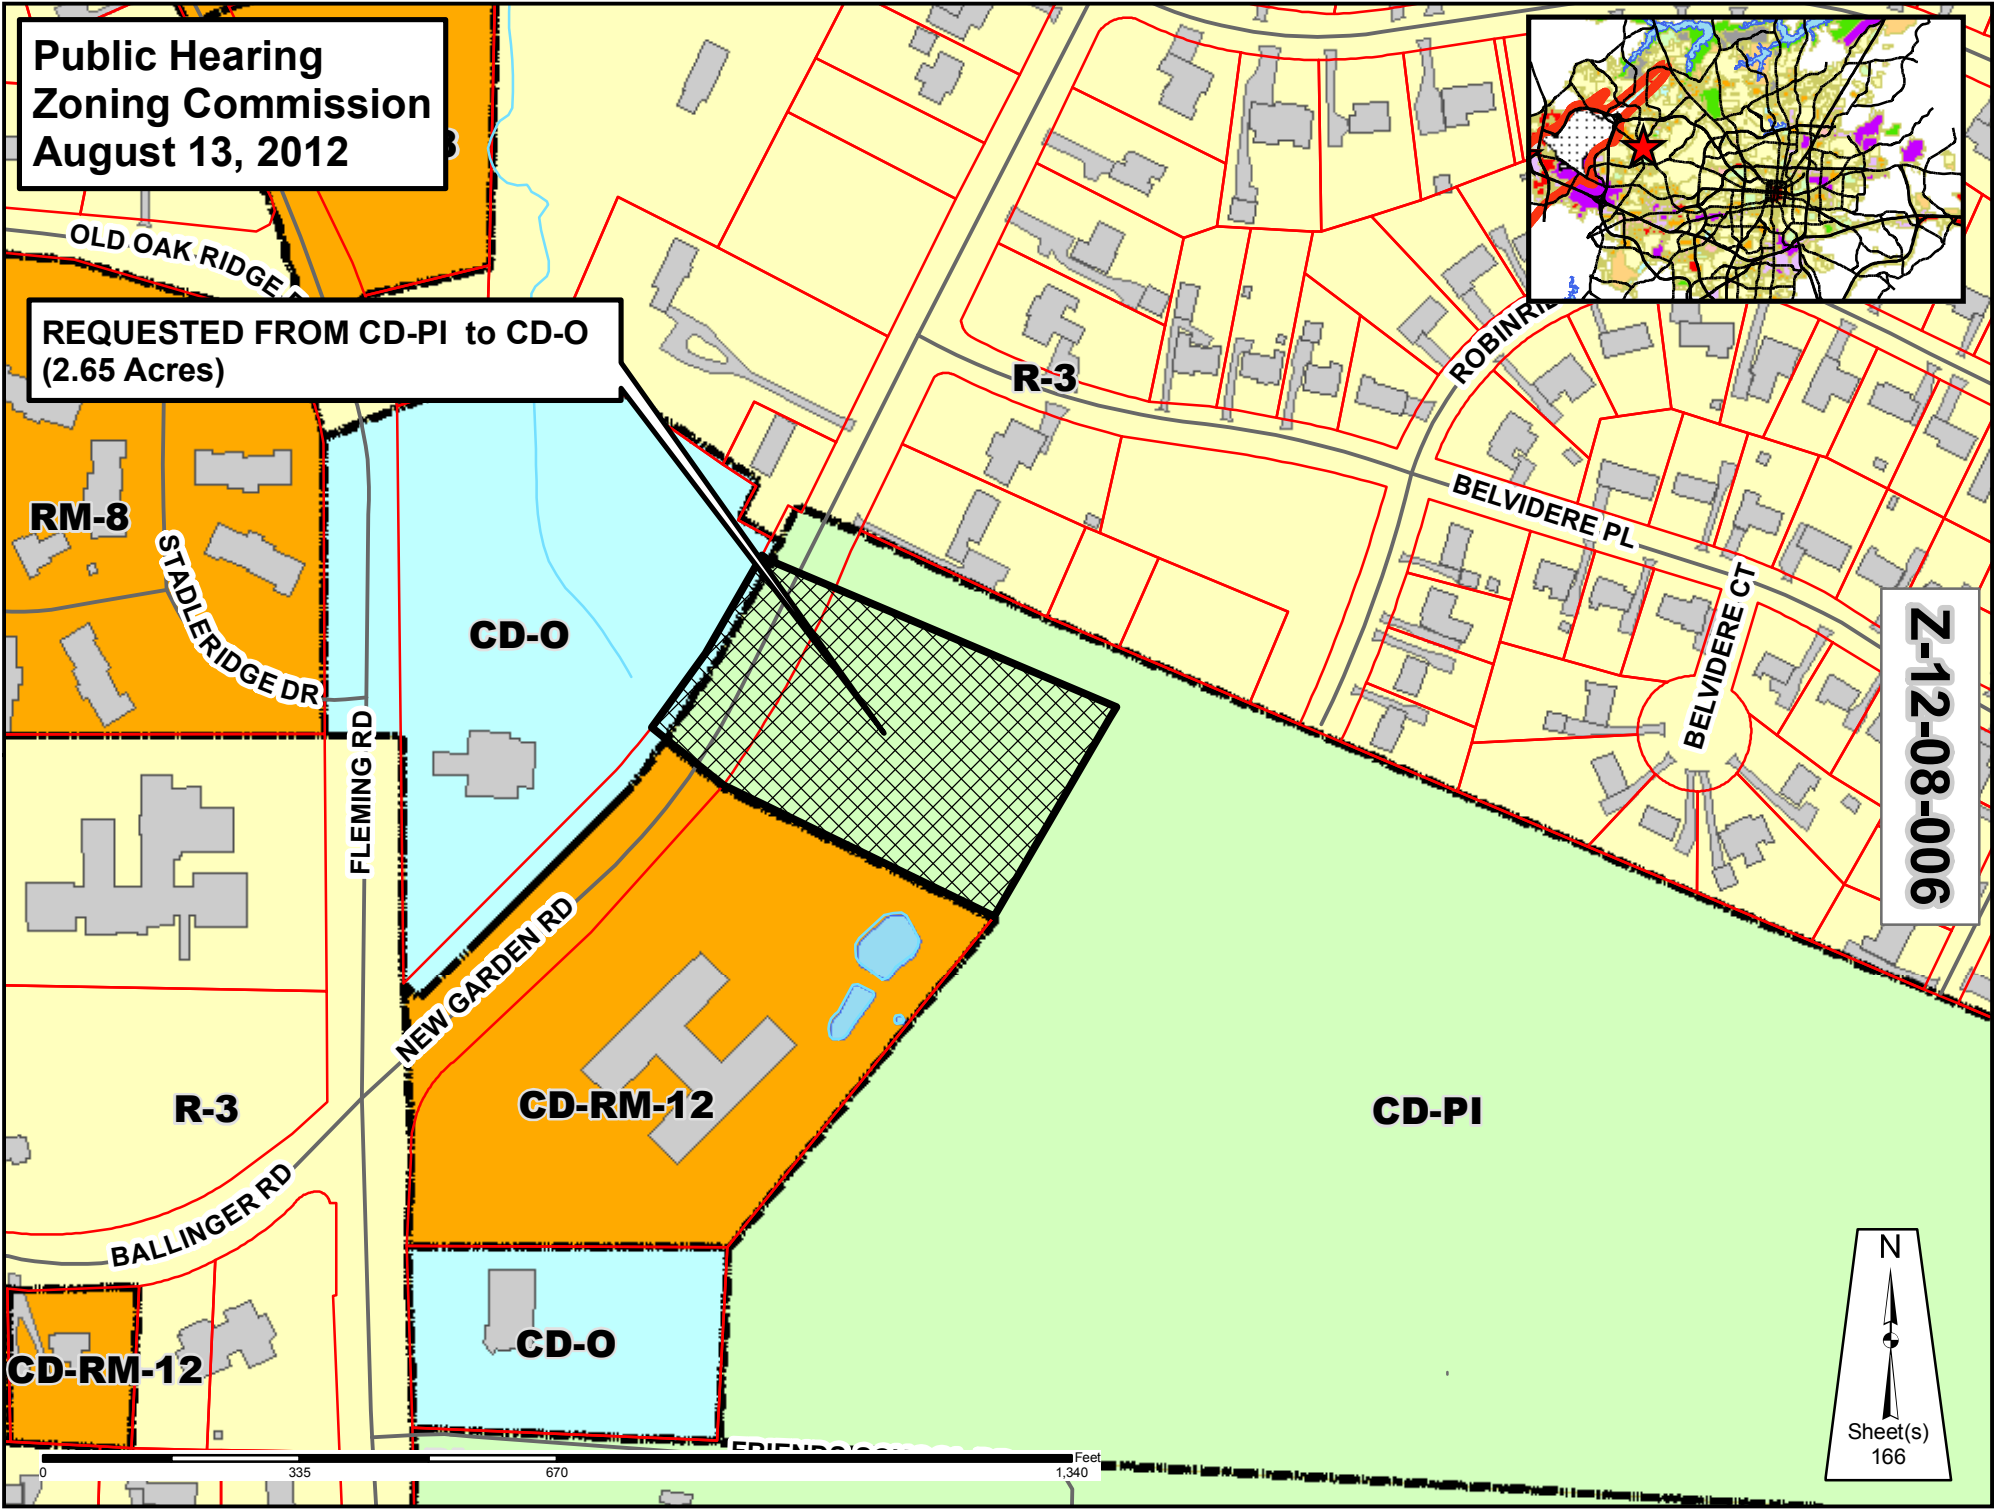 Public Hearing
Zoning Commission
August 13, 2012
OLD OAK RIDGE
REQUESTED FROM CD-PI to CD-O
(2.65 Acres)
R-3
RM-8
STADLERIDGE DR
CD-O
FLEMING RD
BELVIDERE PL
BELVIDERE CT
Z-12-08-006
NEW GARDEN RD
R-3
CD-RM-12
CD-PI
BALLINGER RD
CD-O
CD-RM-12
N
Sheet(s)
166
Feet
0 335 670 1,340